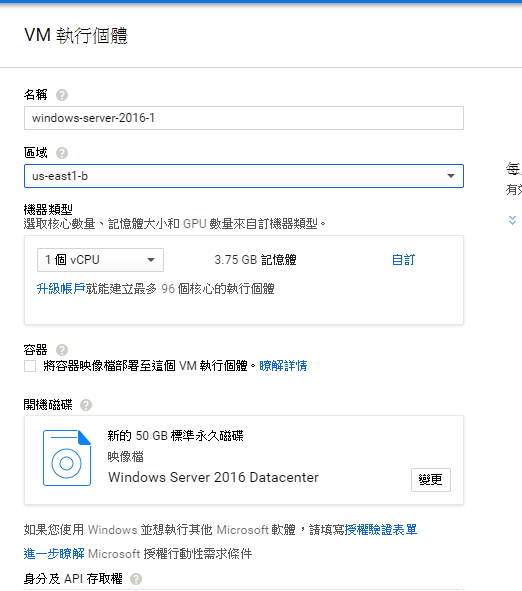 VM 執行個體
名稱
windows-server-2016-1
區域
us-east1-b
機器類型
選取核心數量、記憶體大小和 GPU 數量來自訂機器類型。
1 個 vCPU 3.75 GB 記憶體 自訂
升級帳戶就能建立最多 96 個核心的執行個體
容器
將容器映像檔部署至這個 VM 執行個體。瞭解詳情
開機磁碟
新的 50 GB 標準永久磁碟
映像檔
Windows Server 2016 Datacenter
變更
如果您使用 Windows 並想執行其他 Microsoft 軟體，請填寫授權驗證表單
進一步瞭解 Microsoft 授權行動性需求條件
身分及 API 存取權
每
有效